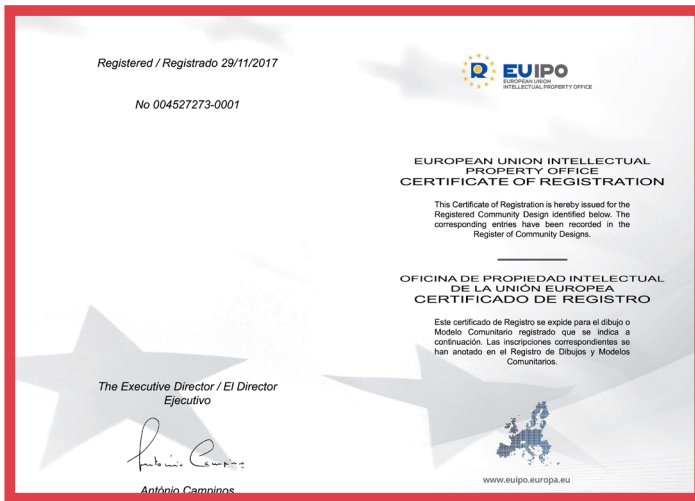 Registered / Registrado 29/11/2017
No 004527273-0001
The Executive Director / El Director
Ejecutivo
António Campinos
EUIPO
EUROPEAN UNION
INTELLECTUAL PROPERTY OFFICE
EUROPEAN UNION INTELLECTUAL
PROPERTY OFFICE
CERTIFICATE OF REGISTRATION
This Certificate of Registration is hereby issued for the
Registered Community Design identified below. The
corresponding entries have been recorded in the
Register of Community Designs.
OFICINA DE PROPIEDAD INTELECTUAL
DE LA UNIÓN EUROPEA
CERTIFICADO DE REGISTRO
Este certificado de Registro se expide para el dibujo o
Modelo Comunitario registrado que se indica a
continuación. Las inscripciones correspondientes se
han anotado en el Registro de Dibujos y Modelos
Comunitarios.
www.euipo.europa.eu